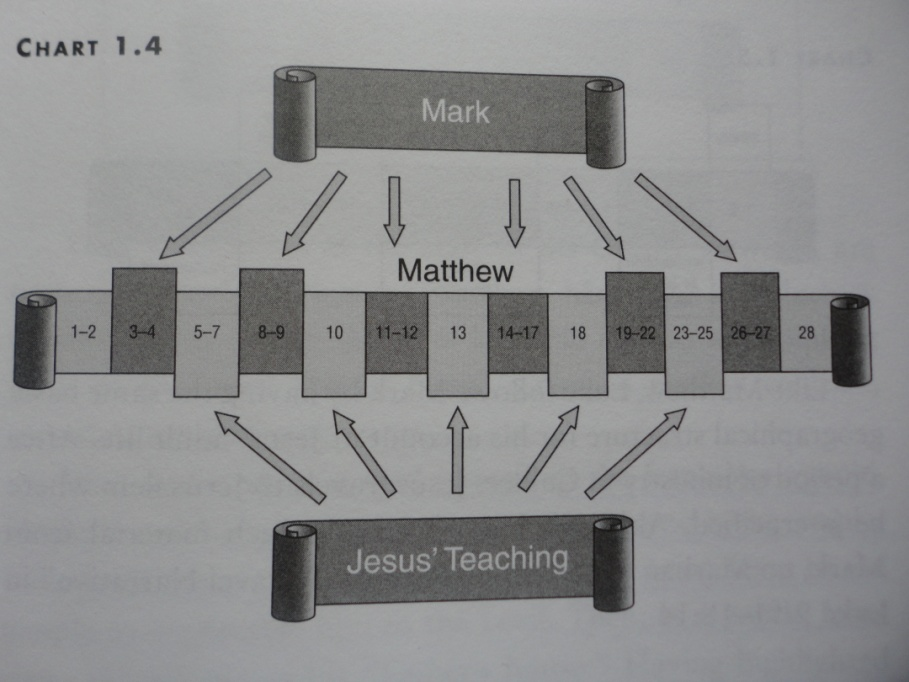 CHART 1.4
Mark
Matthew
1–2 3–4 5–7 8–9 10 11–12 13 14–17 18 19–22 23–25 26–27 28
Jesus' Teaching